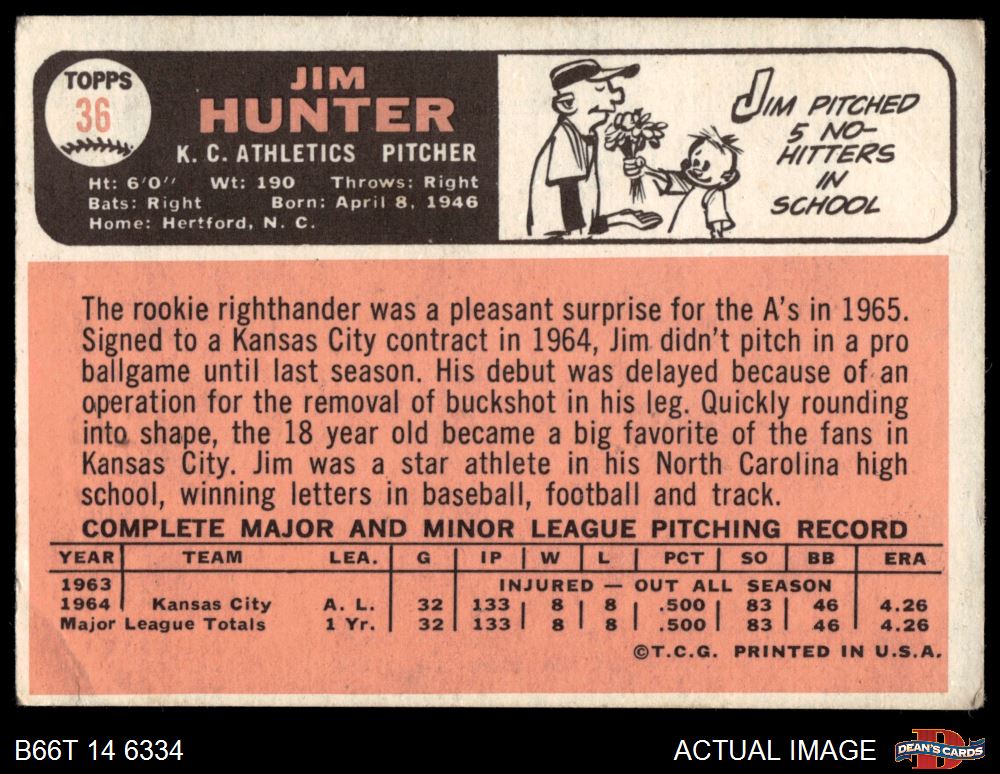 TOPPS
36
JIM
HUNTER
K. C. ATHLETICS PITCHER
Ht: 6'0" Wt: 190 Throws: Right
Bats: Right Born: April 8, 1946
Home: Hertford, N. C.
JIM PITCHED
5 NO-
HITTERS
IN
SCHOOL
The rookie righthander was a pleasant surprise for the A's in 1965.
Signed to a Kansas City contract in 1964, Jim didn't pitch in a pro
ballgame until last season. His debut was delayed because of an
operation for the removal of buckshot in his leg. Quickly rounding
into shape, the 18 year old became a big favorite of the fans in
Kansas City. Jim was a star athlete in his North Carolina high
school, winning letters in baseball, football and track.
COMPLETE MAJOR AND MINOR LEAGUE PITCHING RECORD
YEAR TEAM LEA. G IP W L PCT SO BB ERA
1963 INJURED — OUT ALL SEASON
1964 Kansas City A. L. 32 133 8 8 .500 83 46 4.26
Major League Totals 1 Yr. 32 133 8 8 .500 83 46 4.26
©T.C.G. PRINTED IN U.S.A.
B66T 14 6334
ACTUAL IMAGE
D
DEAN'S CARDS